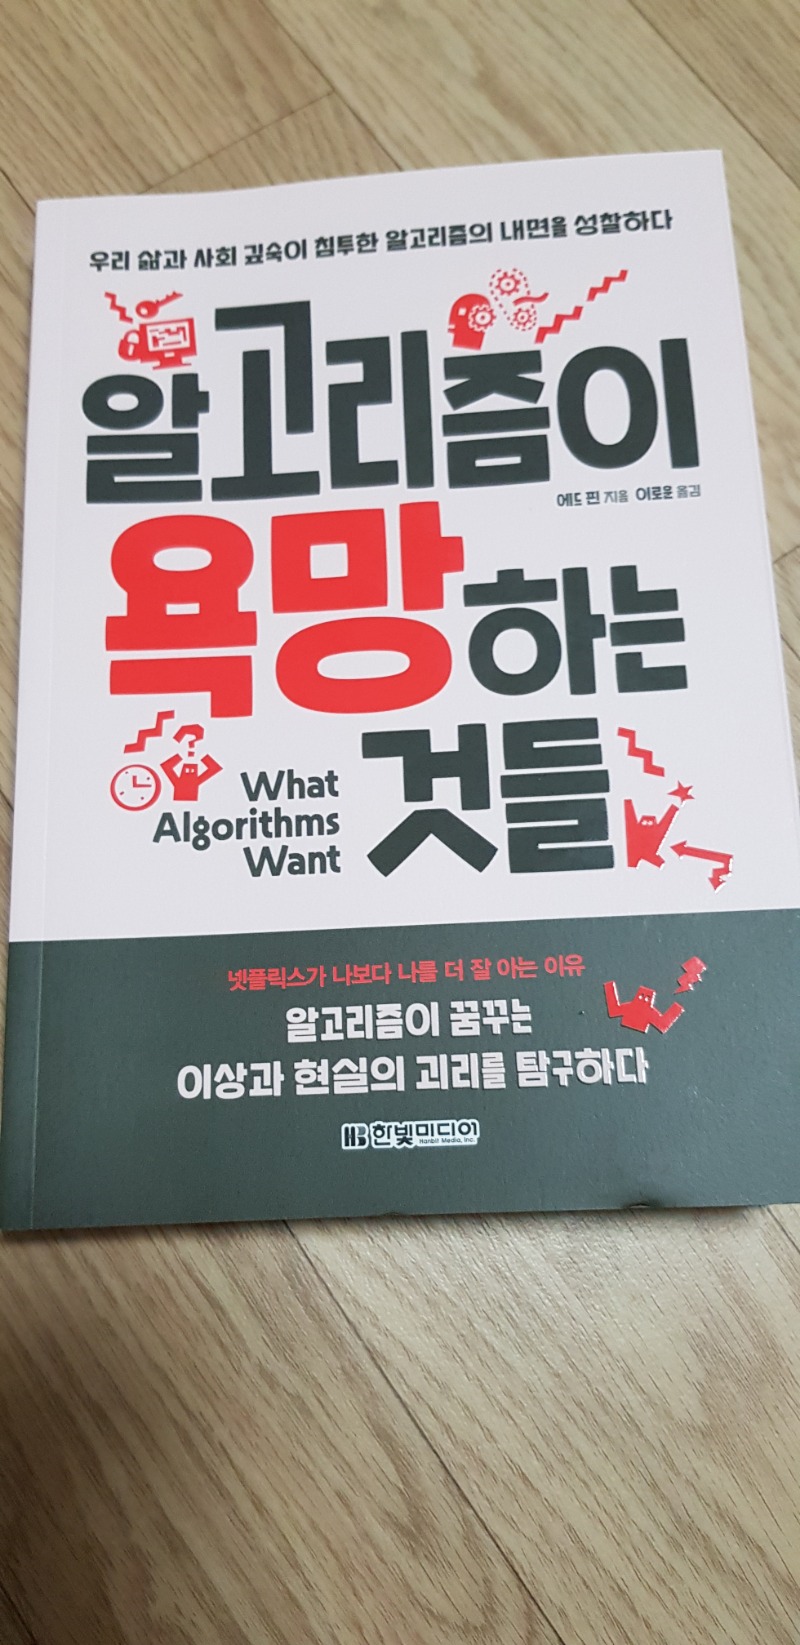 우리 삶과 사회 깊숙이 침투한 알고리즘의 내면을 성찰하다
알고리즘이
에드 핀 지음 이로운 옮김
욕망하는
것들
What
Algorithms
Want
넷플릭스가 나보다 나를 더 잘 아는 이유
알고리즘이 꿈꾸는
이상과 현실의 괴리를 탐구하다
HB 한빛미디어
Hanbit Media, Inc.